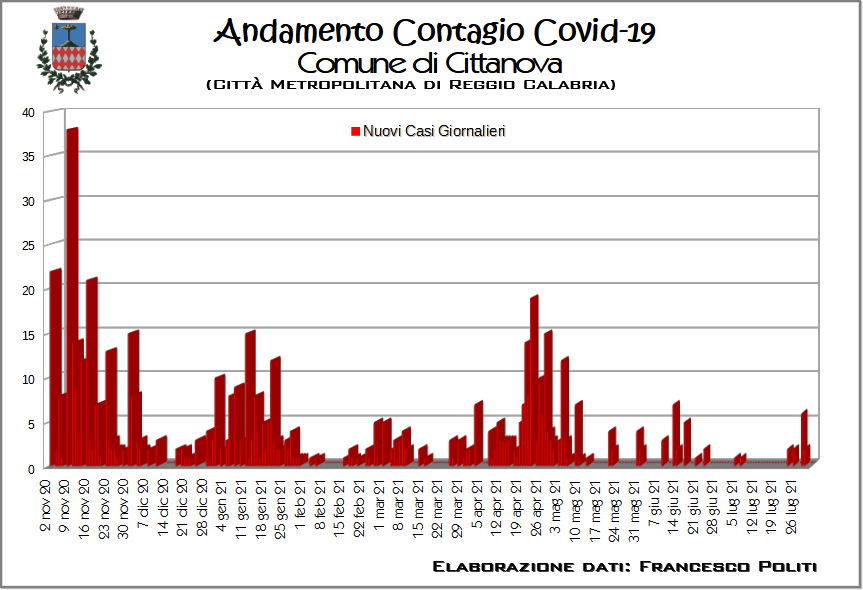 Andamento Contagio Covid-19
Comune di Cittanova
(Città Metropolitana di Reggio Calabria)
Nuovi Casi Giornalieri
40
35
30
25
20
15
10
5
0
2 nov 20
9 nov 20
16 nov 20
23 nov 20
30 nov 20
7 dic 20
14 dic 20
21 dic 20
28 dic 20
4 gen 21
11 gen 21
18 gen 21
25 gen 21
1 feb 21
8 feb 21
15 feb 21
22 feb 21
1 mar 21
8 mar 21
15 mar 21
22 mar 21
29 mar 21
5 apr 21
12 apr 21
19 apr 21
26 apr 21
3 mag 21
10 mag 21
17 mag 21
24 mag 21
31 mag 21
7 giu 21
14 giu 21
21 giu 21
28 giu 21
5 lug 21
12 lug 21
19 lug 21
26 lug 21
Elaborazione dati: Francesco Politi